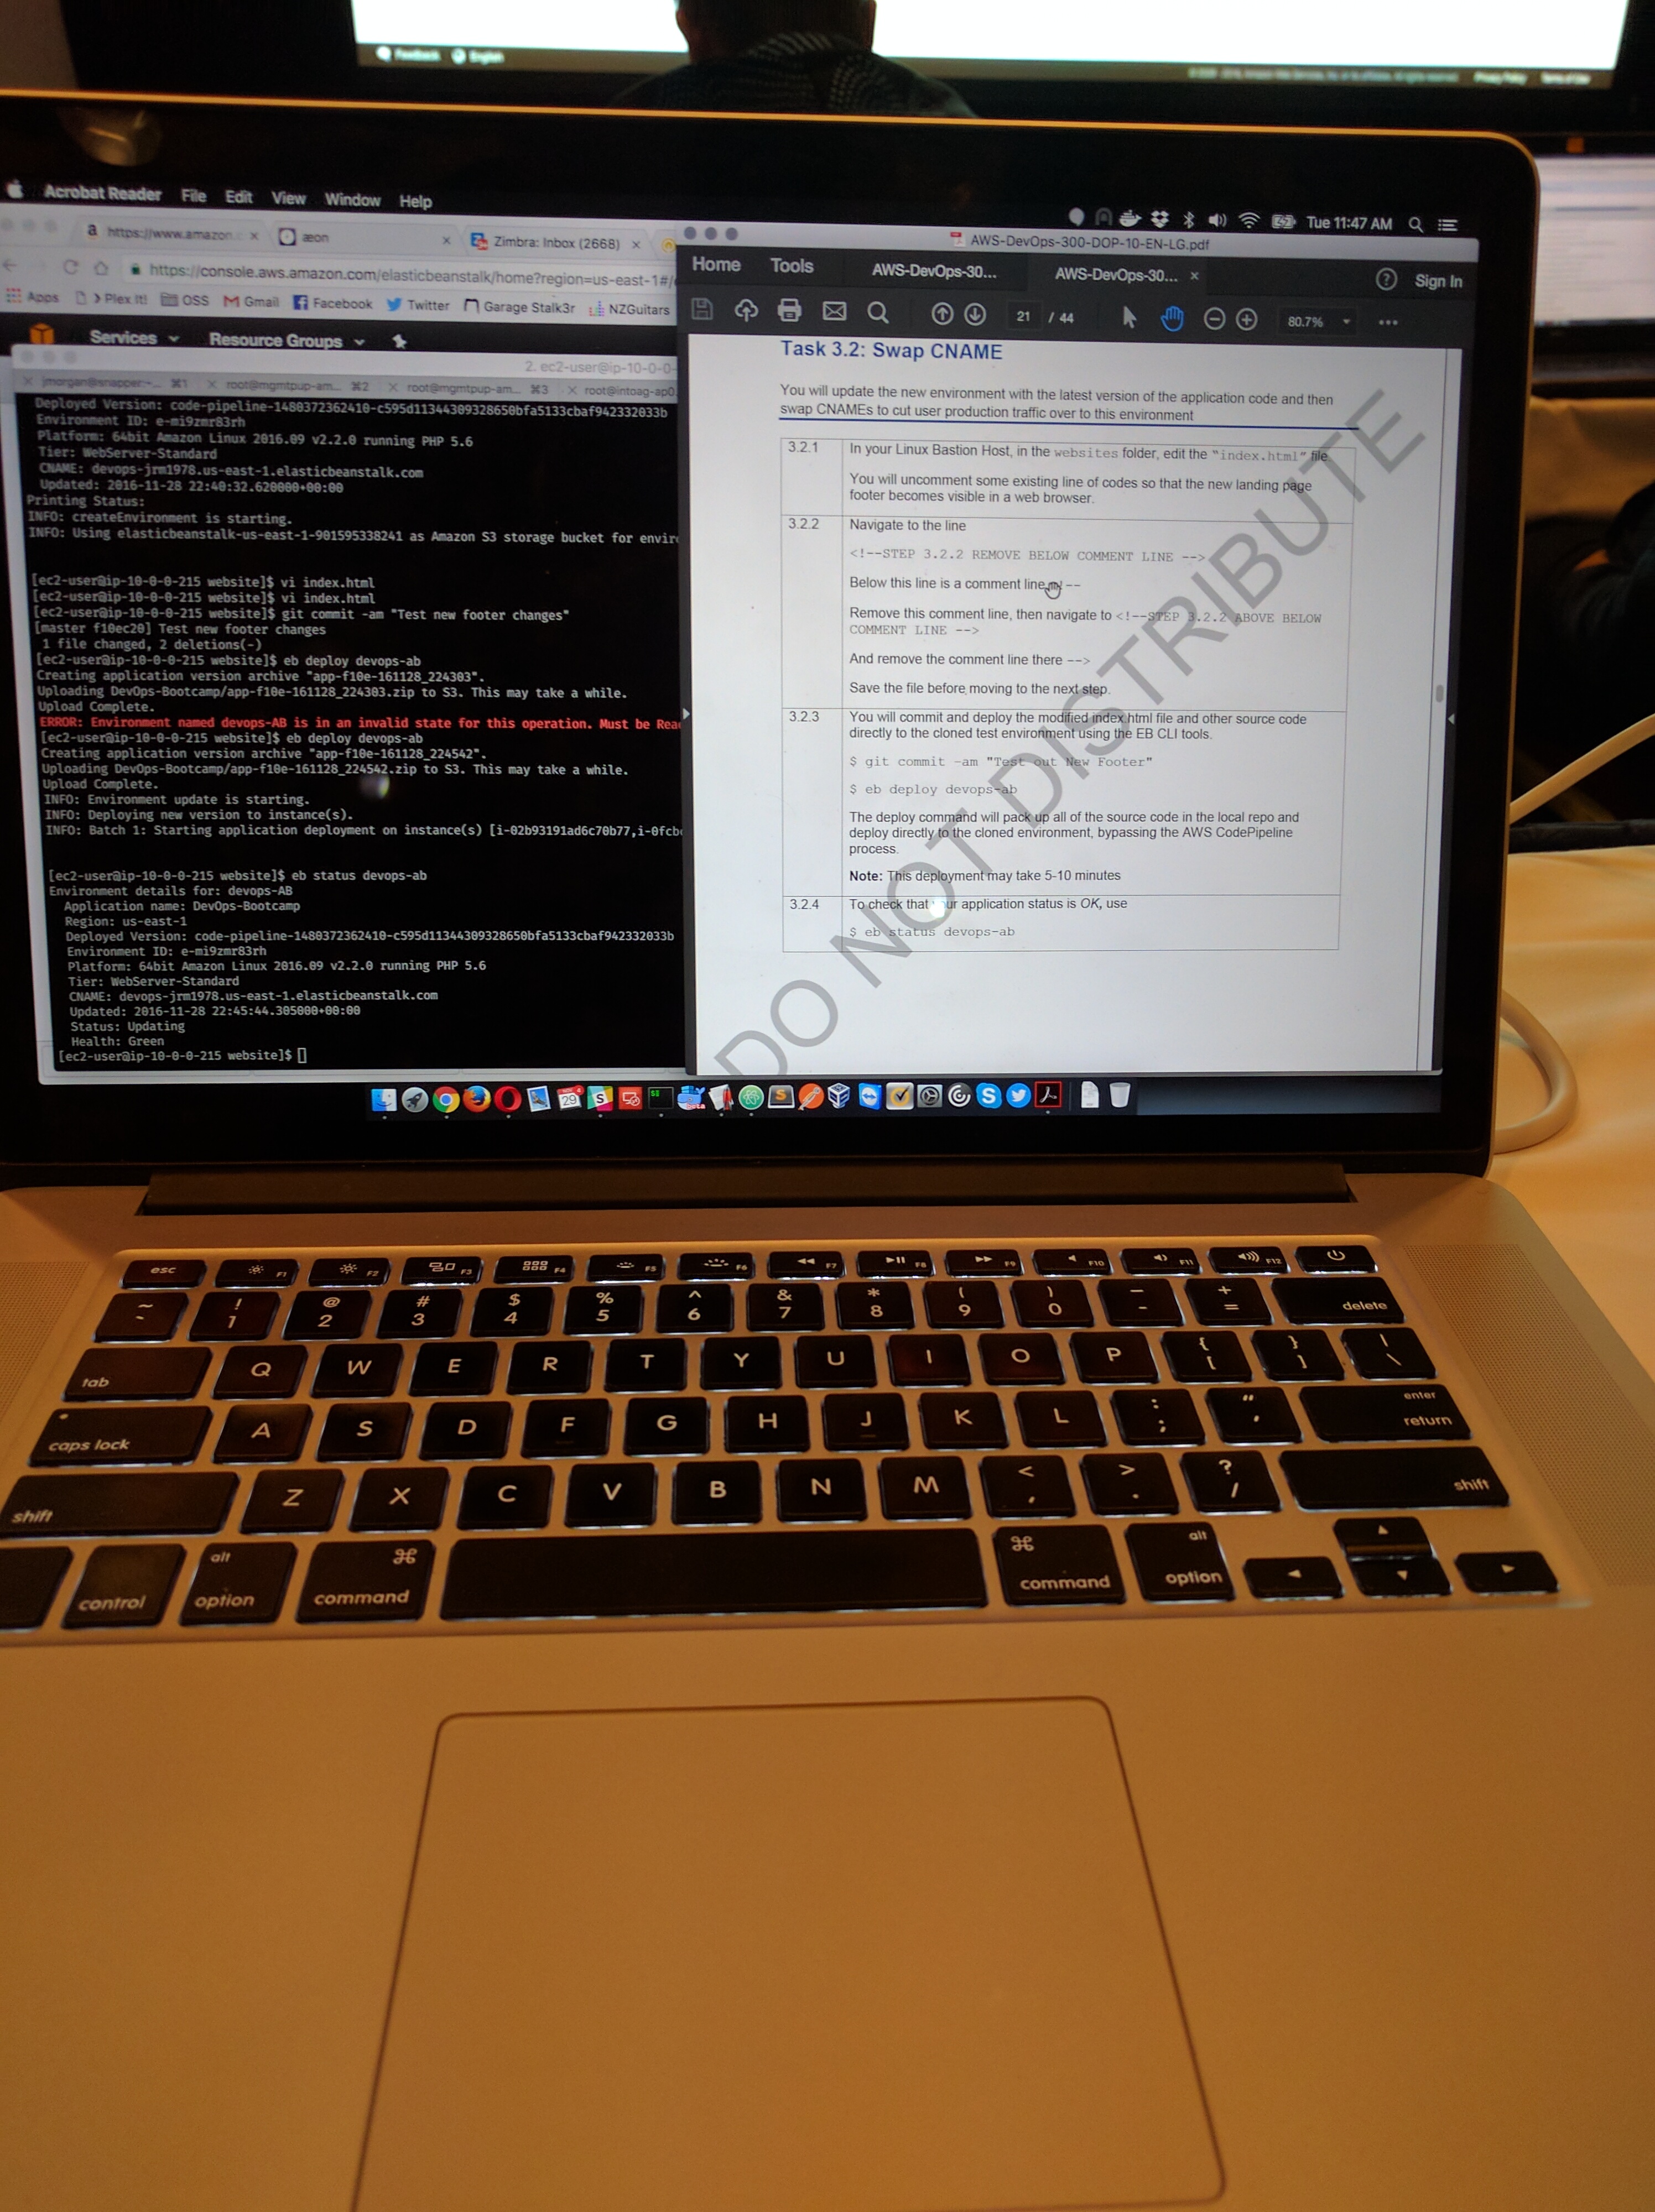 Feedback English
Privacy Policy Terms of Use
Acrobat Reader File Edit View Window Help
Tue 11:47 AM
https://www.amazon.c
æon
Zimbra: Inbox (2668)
https://console.aws.amazon.com/elasticbeanstalk/home?region=us-east-1#/
Apps Plex It! OSS Gmail Facebook Twitter Garage Stalk3r NZGuitars
Services Resource Groups
2. ec2-user@ip-10-0-0-
jmorgan@snapper:~... ⌘1 root@mgmtpup-am... ⌘2 root@mgmtpup-am... ⌘3 root@intoag-ap0
Deployed Version: code-pipeline-1480372362410-c595d11344309328650bfa5133cbaf942332033b
Environment ID: e-mi9zmr83rh
Platform: 64bit Amazon Linux 2016.09 v2.2.0 running PHP 5.6
Tier: WebServer-Standard
CNAME: devops-jrm1978.us-east-1.elasticbeanstalk.com
Updated: 2016-11-28 22:40:32.620000+00:00
Printing Status:
INFO: createEnvironment is starting.
INFO: Using elasticbeanstalk-us-east-1-901595338241 as Amazon S3 storage bucket for envir
[ec2-user@ip-10-0-0-215 website]$ vi index.html
[ec2-user@ip-10-0-0-215 website]$ vi index.html
[ec2-user@ip-10-0-0-215 website]$ git commit -am "Test new footer changes"
[master f10ec20] Test new footer changes
1 file changed, 2 deletions(-)
[ec2-user@ip-10-0-0-215 website]$ eb deploy devops-ab
Creating application version archive "app-f10e-161128_224303".
Uploading DevOps-Bootcamp/app-f10e-161128_224303.zip to S3. This may take a while.
Upload Complete.
ERROR: Environment named devops-AB is in an invalid state for this operation. Must be Rea
[ec2-user@ip-10-0-0-215 website]$ eb deploy devops-ab
Creating application version archive "app-f10e-161128_224542".
Uploading DevOps-Bootcamp/app-f10e-161128_224542.zip to S3. This may take a while.
Upload Complete.
INFO: Environment update is starting.
INFO: Deploying new version to instance(s).
INFO: Batch 1: Starting application deployment on instance(s) [i-02b93191ad6c70b77,i-0fcb
[ec2-user@ip-10-0-0-215 website]$ eb status devops-ab
Environment details for: devops-AB
Application name: DevOps-Bootcamp
Region: us-east-1
Deployed Version: code-pipeline-1480372362410-c595d11344309328650bfa5133cbaf942332033b
Environment ID: e-mi9zmr83rh
Platform: 64bit Amazon Linux 2016.09 v2.2.0 running PHP 5.6
Tier: WebServer-Standard
CNAME: devops-jrm1978.us-east-1.elasticbeanstalk.com
Updated: 2016-11-28 22:45:44.305000+00:00
Status: Updating
Health: Green
[ec2-user@ip-10-0-0-215 website]$
AWS-DevOps-300-DOP-10-EN-LG.pdf
Home Tools AWS-DevOps-30... AWS-DevOps-30... × ? Sign In
21 / 44 80.7%
Task 3.2: Swap CNAME
You will update the new environment with the latest version of the application code and then
swap CNAMEs to cut user production traffic over to this environment
3.2.1 In your Linux Bastion Host, in the websites folder, edit the "index.html" file
You will uncomment some existing line of codes so that the new landing page
footer becomes visible in a web browser.
3.2.2 Navigate to the line
<!--STEP 3.2.2 REMOVE BELOW COMMENT LINE -->
Below this line is a comment line --
Remove this comment line, then navigate to <!--STEP 3.2.2 ABOVE BELOW
COMMENT LINE -->
And remove the comment line there -->
Save the file before moving to the next step.
3.2.3 You will commit and deploy the modified index.html file and other source code
directly to the cloned test environment using the EB CLI tools.
$ git commit -am "Test out New Footer"
$ eb deploy devops-ab
The deploy command will pack up all of the source code in the local repo and
deploy directly to the cloned environment, bypassing the AWS CodePipeline
process.
Note: This deployment may take 5-10 minutes
3.2.4 To check that your application status is OK, use
$ eb status devops-ab
DO NOT DISTRIBUTE
29
esc F1 F2 F3 F4 F5 F6 F7 F8 F9 F10 F11 F12
~ ! @ # $ % ^ & * ( ) — +
` 1 2 3 4 5 6 7 8 9 0 - = delete
tab Q W E R T Y U I O P { [ } ] | \
caps lock A S D F G H J K L : ; " ' enter return
shift Z X C V B N M < , > . ? / shift
control alt option ⌘ command ⌘ command alt option